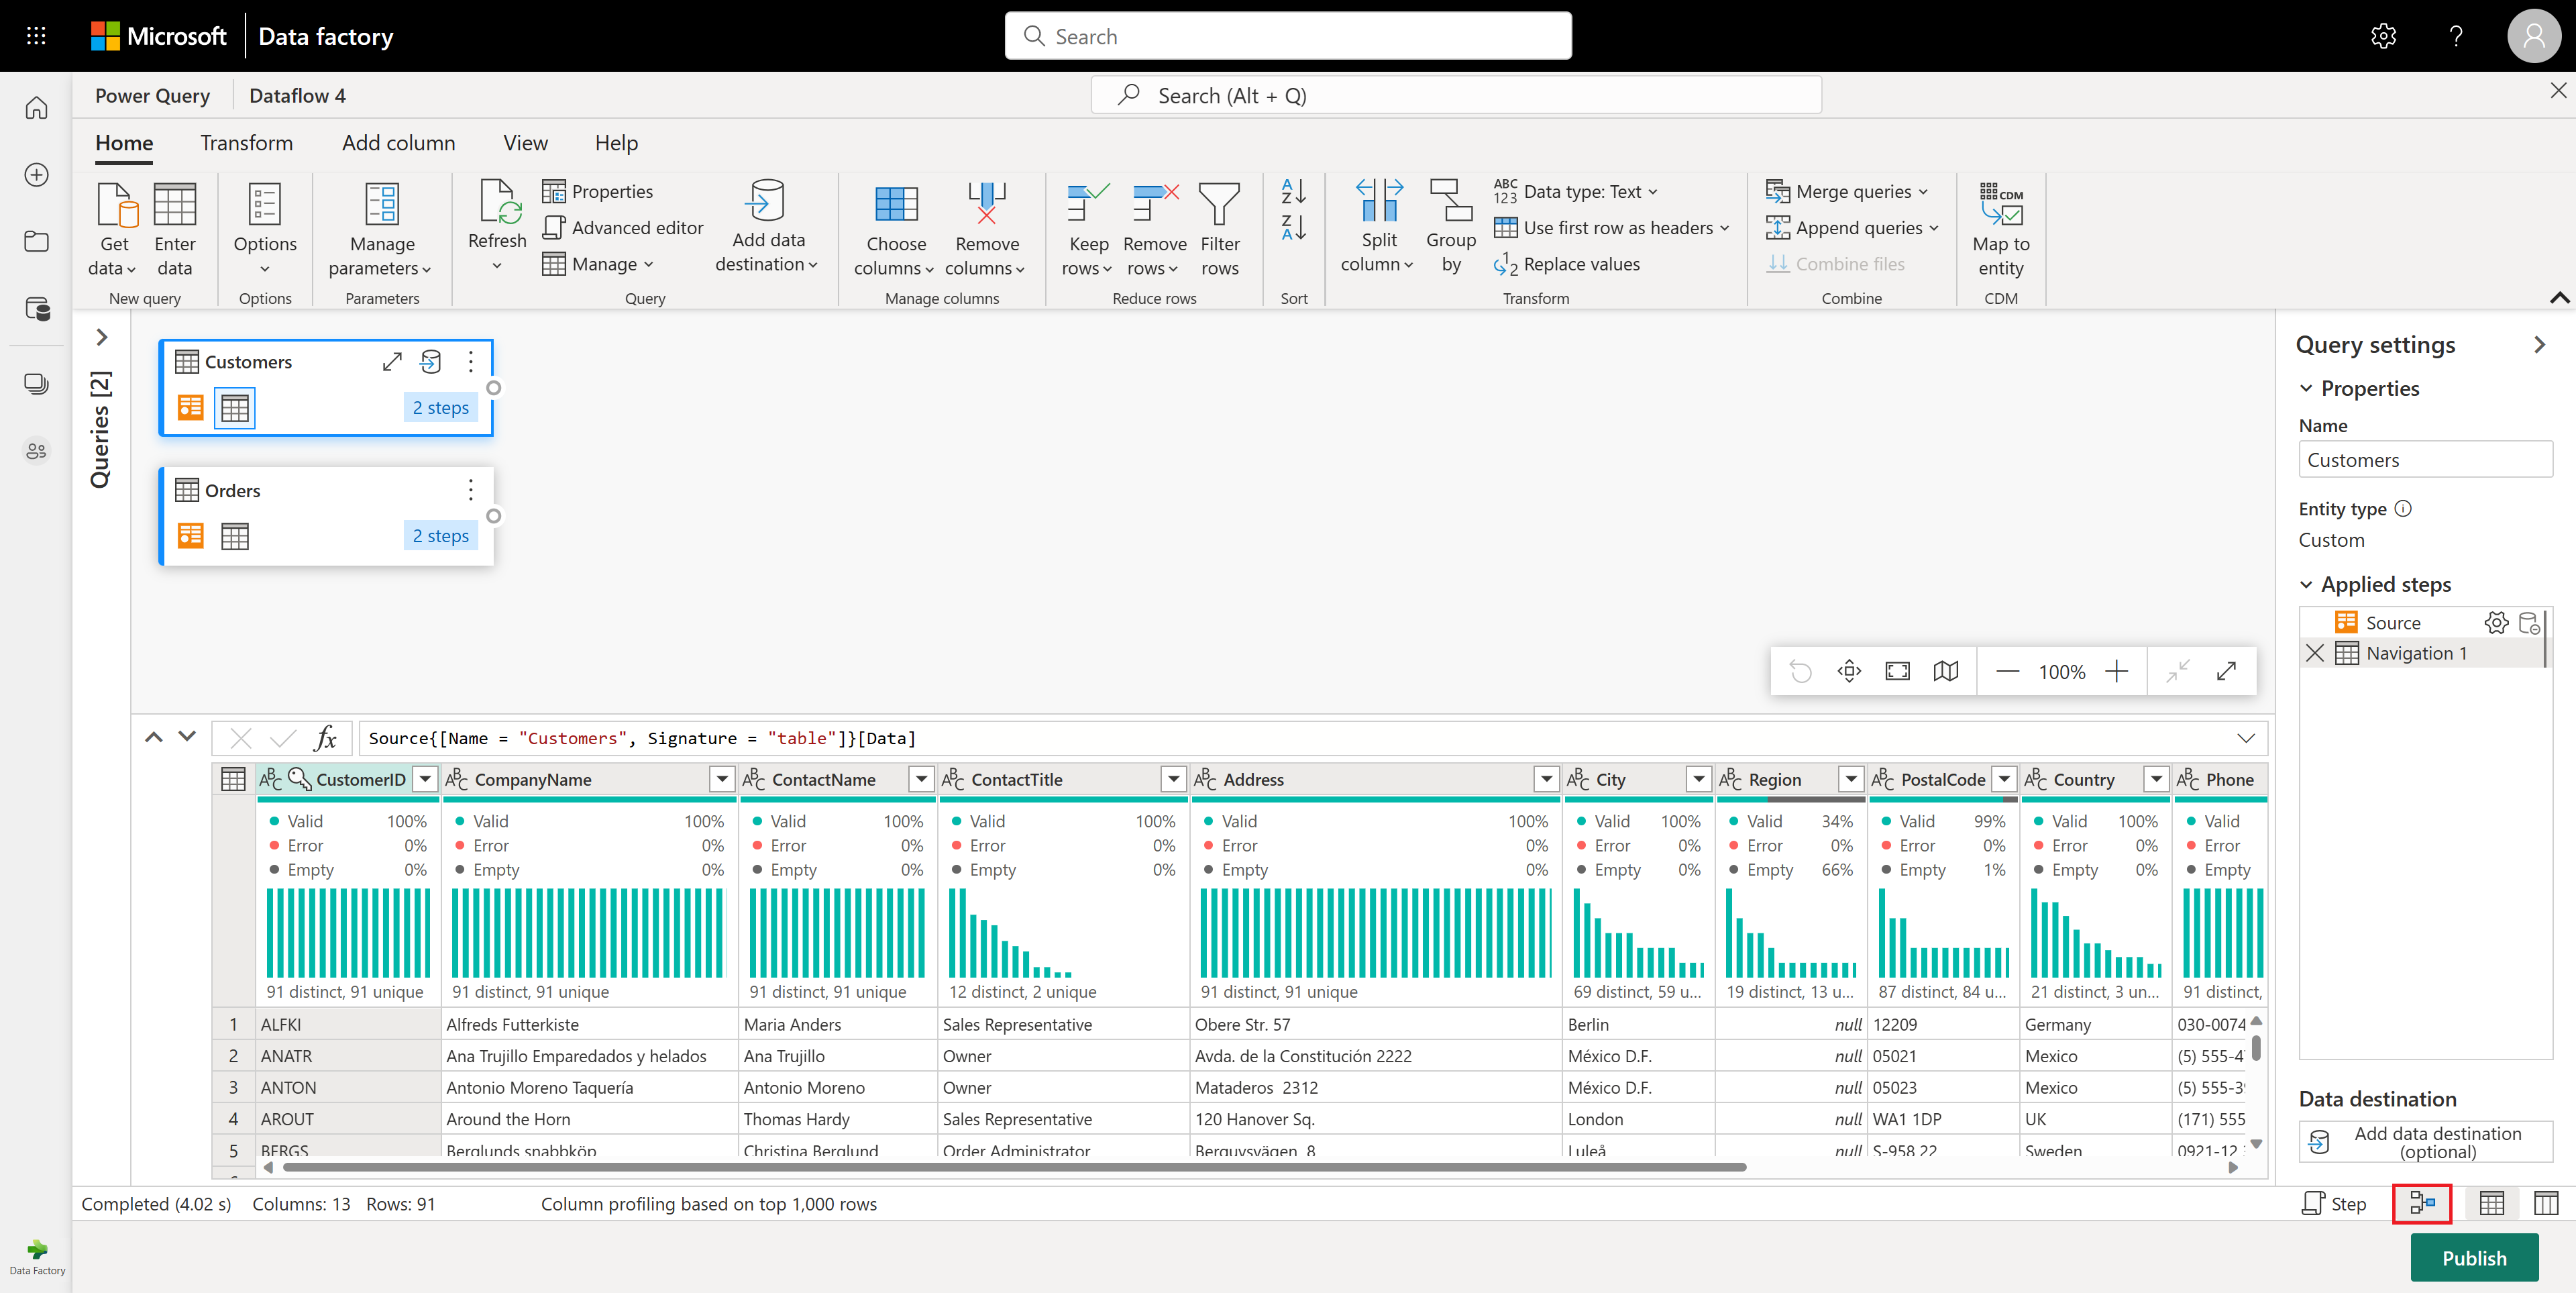 Microsoft Data factory
Search
Power Query Dataflow 4
Search (Alt + Q)
Home Transform Add column View Help
Get data
Enter data
New query
Options
Options
Manage parameters
Parameters
Refresh
Properties
Advanced editor
Manage
Add data destination
Query
Choose columns
Remove columns
Manage columns
Keep rows
Remove rows
Filter rows
Reduce rows
A Z
Z A
Sort
Split column
Group by
ABC 123 Data type: Text
Use first row as headers
1 2 Replace values
Transform
Merge queries
Append queries
Combine files
Combine
CDM
Map to entity
CDM
Queries [2]
Customers
2 steps
Orders
2 steps
100%
Query settings
Properties
Name
Customers
Entity type
Custom
Applied steps
Source
Navigation 1
Data destination
Add data destination (optional)
fx Source{[Name = "Customers", Signature = "table"]}[Data]
ABC CustomerID ABC CompanyName ABC ContactName ABC ContactTitle ABC Address ABC City ABC Region ABC PostalCode ABC Country ABC Phone
Valid 100% Valid 100% Valid 100% Valid 100% Valid 100% Valid 100% Valid 34% Valid 99% Valid 100% Valid
Error 0% Error 0% Error 0% Error 0% Error 0% Error 0% Error 0% Error 0% Error 0% Error
Empty 0% Empty 0% Empty 0% Empty 0% Empty 0% Empty 0% Empty 66% Empty 1% Empty 0% Empty
91 distinct, 91 unique 91 distinct, 91 unique 91 distinct, 91 unique 12 distinct, 2 unique 91 distinct, 91 unique 69 distinct, 59 u... 19 distinct, 13 u... 87 distinct, 84 u... 21 distinct, 3 un... 91 distinct,
1 ALFKI Alfreds Futterkiste Maria Anders Sales Representative Obere Str. 57 Berlin null 12209 Germany 030-0074
2 ANATR Ana Trujillo Emparedados y helados Ana Trujillo Owner Avda. de la Constitución 2222 México D.F. null 05021 Mexico (5) 555-4
3 ANTON Antonio Moreno Taquería Antonio Moreno Owner Mataderos 2312 México D.F. null 05023 Mexico (5) 555-3
4 AROUT Around the Horn Thomas Hardy Sales Representative 120 Hanover Sq. London null WA1 1DP UK (171) 555
5 BERGS Berglunds snabbköp Christina Berglund Order Administrator Berguvsvägen 8 Luleå null S-958 22 Sweden 0921-12
Completed (4.02 s) Columns: 13 Rows: 91 Column profiling based on top 1,000 rows
Step
Data Factory
Publish